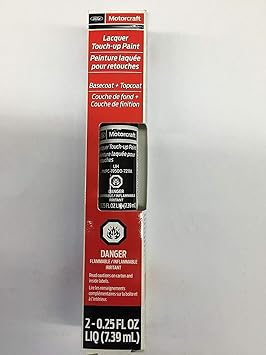 Ford Motorcraft
Lacquer
Touch-up Paint
Peinture laquée
pour retouches
Basecoat + Topcoat
Couche de fond +
Couche de finition
Motorcraft
Lacquer Touch-up Paint
Peinture laquée pour
retouches
UH
DANGER
FLAMMABLE / INFLAMMABLE
IRRITANT
DANGER
FLAMMABLE / INFLAMMABLE
IRRITANT
Read cautions on carton and
inside labels.
Lire les renseignements
complémentaires sur la boîte et
à l'intérieur.
2 - 0.25 FL OZ
LIQ (7.39 mL)